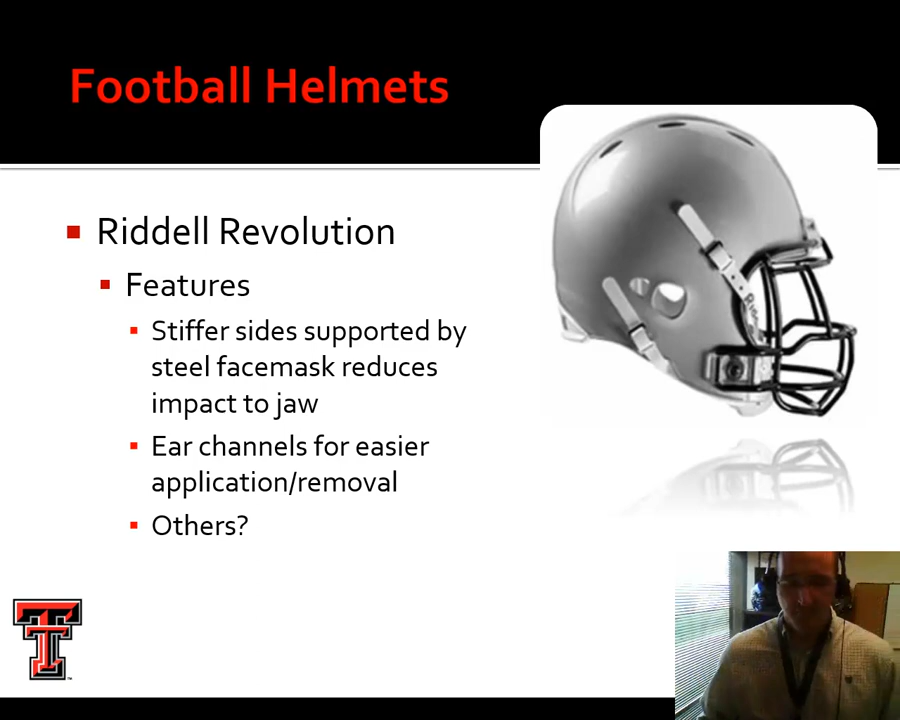 Football Helmets
Riddell Revolution
Features
Stiffer sides supported by
steel facemask reduces
impact to jaw
Ear channels for easier
application/removal
Others?